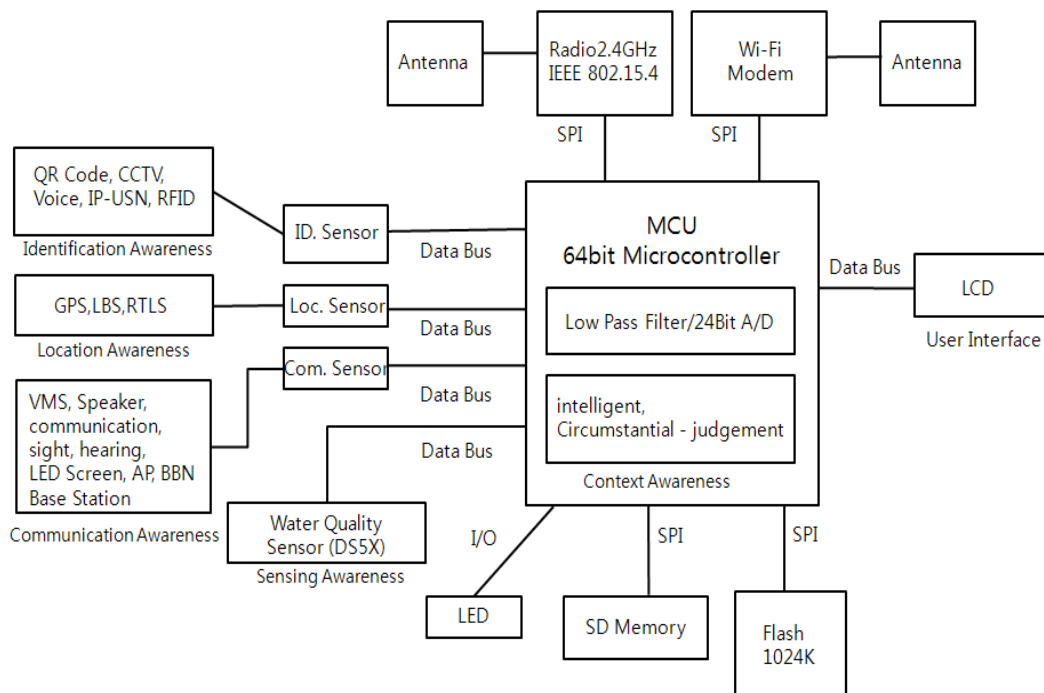 Antenna
Radio2.4GHz
IEEE 802.15.4
Wi-Fi
Modem
Antenna
SPI
SPI
QR Code, CCTV,
Voice, IP-USN, RFID
Identification Awareness
ID. Sensor
Data Bus
MCU
64bit Microcontroller
Data Bus
LCD
User Interface
GPS,LBS,RTLS
Location Awareness
Loc. Sensor
Data Bus
Low Pass Filter/24Bit A/D
Com. Sensor
Data Bus
VMS, Speaker,
communication,
sight, hearing,
LED Screen, AP, BBN
Base Station
Communication Awareness
intelligent,
Circumstantial - judgement
Context Awareness
Data Bus
Water Quality
Sensor (DS5X)
Sensing Awareness
I/O
SPI
SPI
LED
SD Memory
Flash
1024K